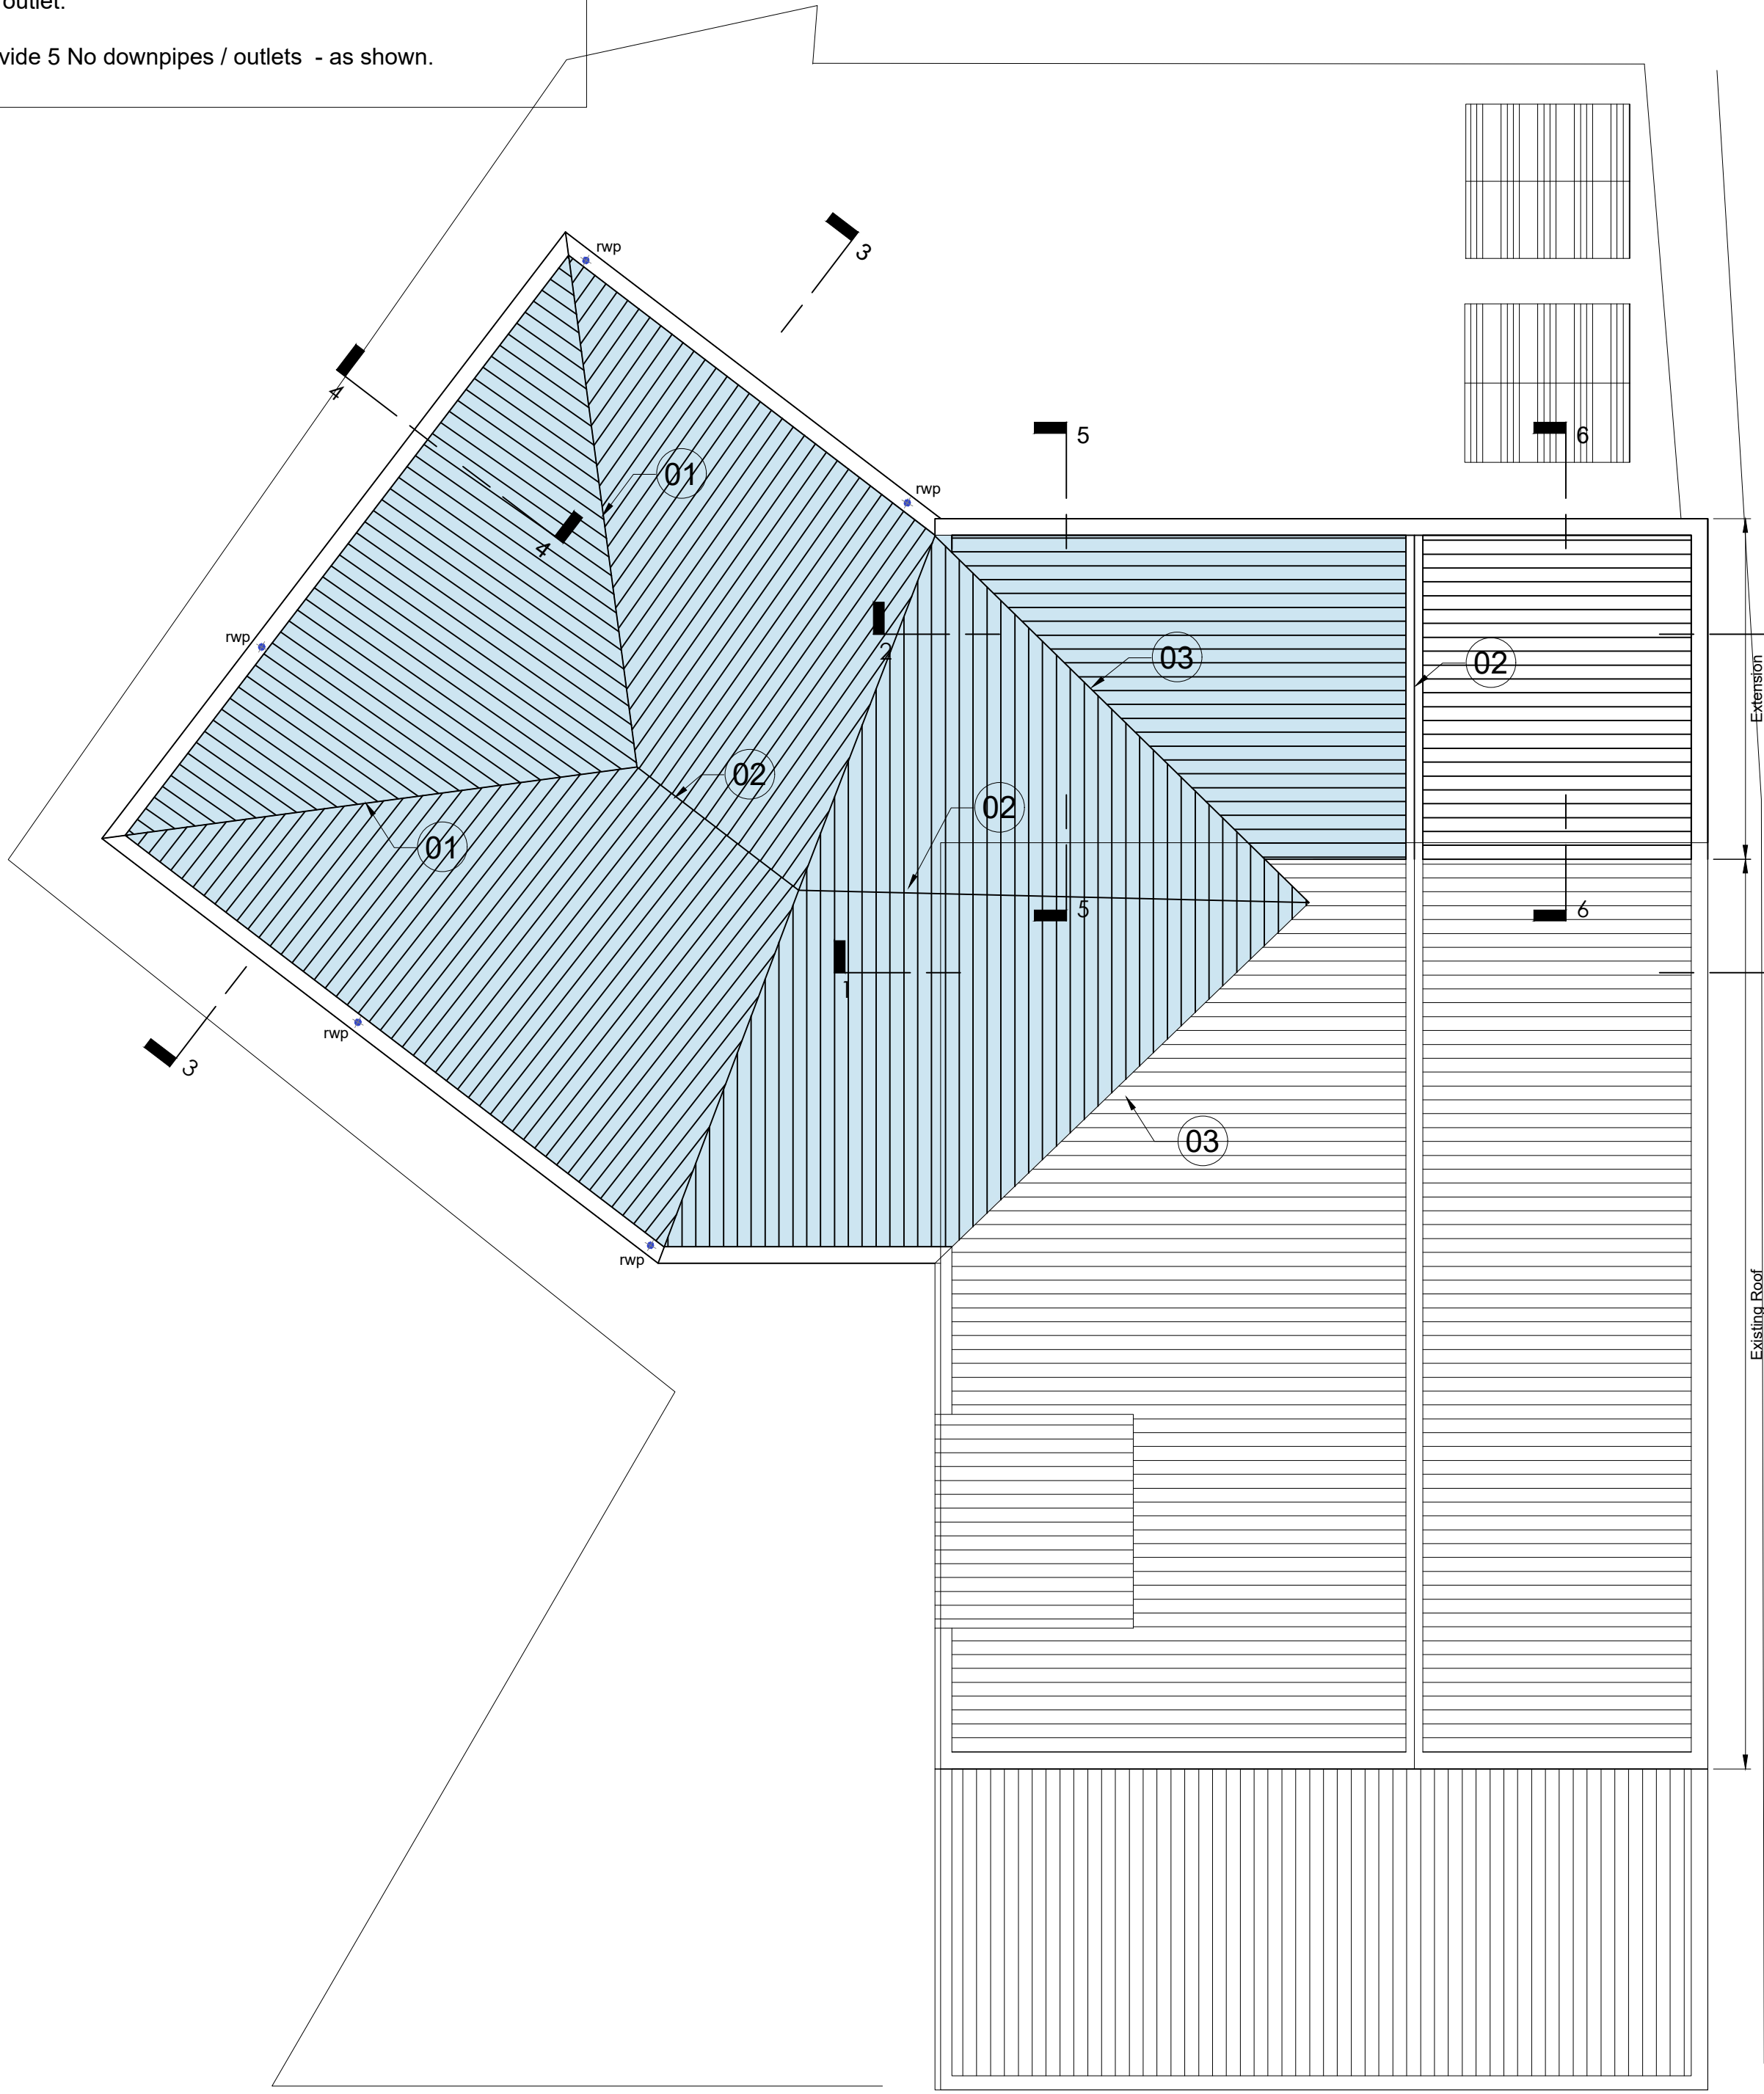 outlet.
vide 5 No downpipes / outlets - as shown.
rwp
3
4
01
5
6
rwp
4
2
03
02
Extension
rwp
02
02
01
5
6
1
rwp
3
03
rwp
Existing Roof